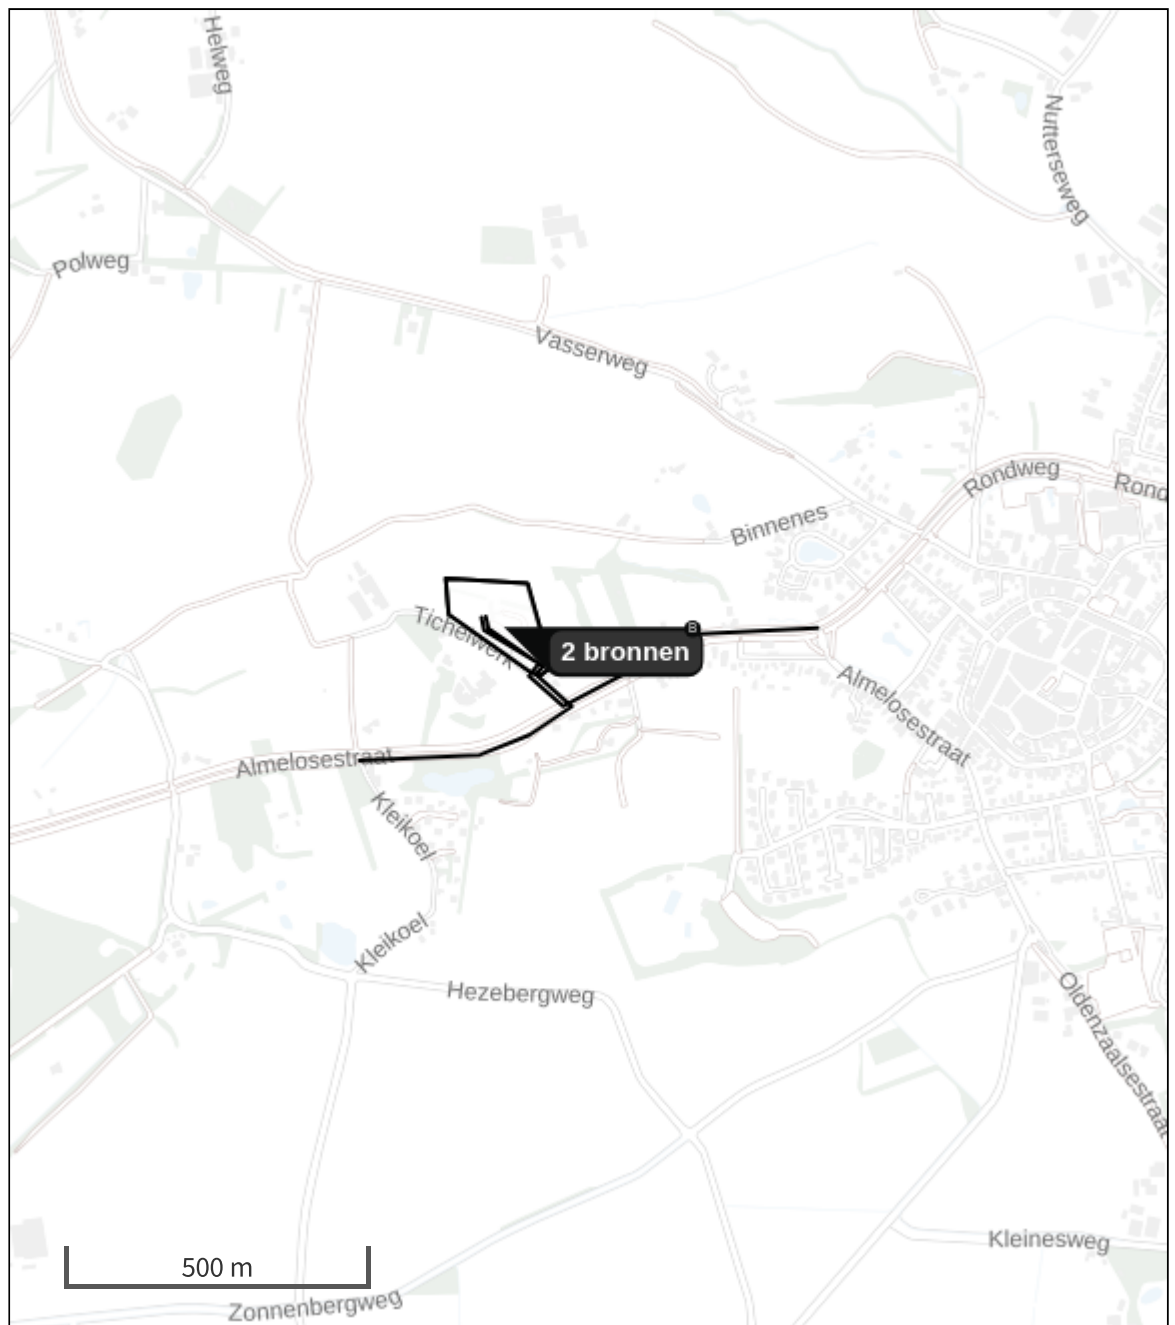 Helweg
Nutterseweg
Polweg
Vasserweg
Rondweg
Rond
Binnenes
Tichelwerk
B
2 bronnen
Almelosestraat
Almelosestraat
Kleikoel
Kleikoel
Hezebergweg
Oldenzaalsestraat
Kleinesweg
500 m
Zonnenbergweg